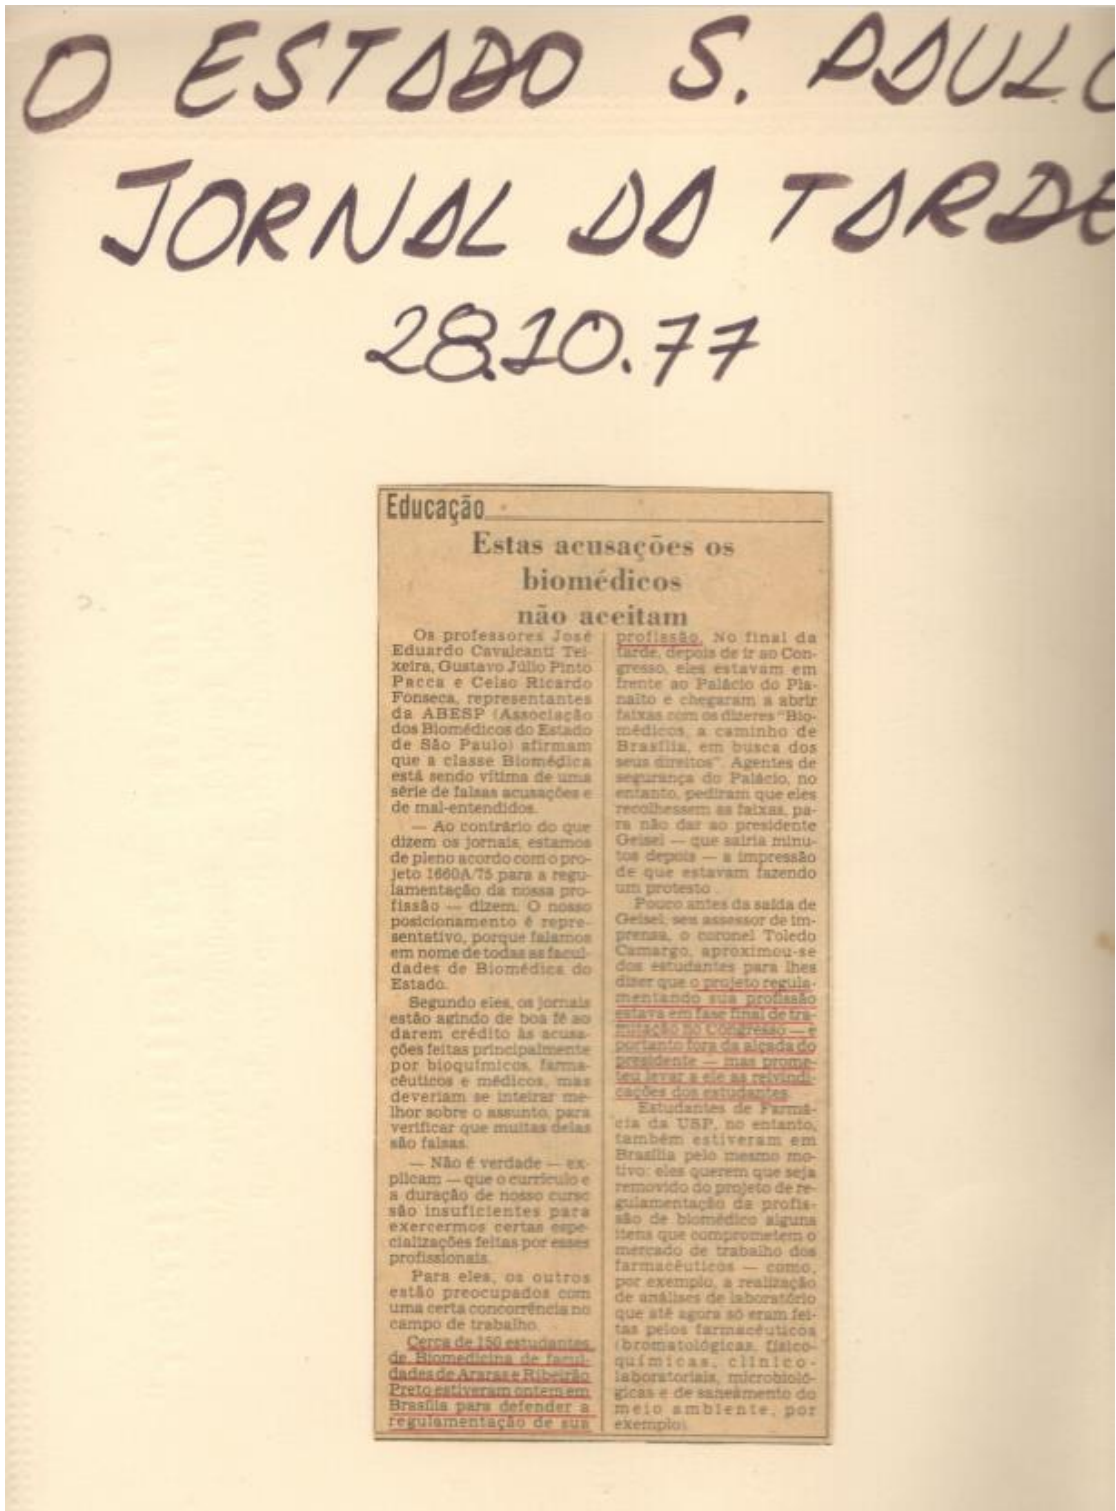 O ESTADO S. PAULO
JORNAL DA TARDE
28.10.77
Educação
Estas acusações os
biomédicos
não aceitam
Os professores José
Eduardo Cavalcanti Tei-
xeira, Gustavo Júlio Pinto
Pacca e Celso Ricardo
Fonseca, representantes
da ABESP (Associação
dos Biomédicos do Estado
de São Paulo) afirmam
que a classe Biomédica
está sendo vítima de uma
série de falsas acusações e
de mal-entendidos.
— Ao contrário do que
dizem os jornais, estamos
de pleno acordo com o pro-
jeto 1660A/75 para a regu-
lamentação da nossa pro-
fissão — dizem. O nosso
posicionamento é repre-
sentativo, porque falamos
em nome de todas as facul-
dades de Biomédica do
Estado.
Segundo eles, os jornais
estão agindo de boa fé ao
darem crédito às acusa-
ções feitas principalmente
por bioquímicos, farma-
cêuticos e médicos, mas
deveriam se inteirar me-
lhor sobre o assunto, para
verificar que muitas delas
são falsas.
— Não é verdade — ex-
plicam — que o currículo e
a duração de nosso curso
são insuficientes para
exercermos certas espe-
cializações feitas por esses
profissionais.
Para eles, os outros
estão preocupados com
uma certa concorrência no
campo de trabalho.
Cerca de 150 estudantes
de Biomedicina de facul-
dades de Araras e Ribeirão
Preto estiveram ontem em
Brasília para defender a
regulamentação de sua
profissão. No final da
tarde, depois de ir ao Con-
gresso, eles estavam em
frente ao Palácio do Pla-
nalto e chegaram a abrir
faixas com os dizeres "Bio-
médicos, a caminho de
Brasília, em busca dos
seus direitos". Agentes de
segurança do Palácio, no
entanto, pediram que eles
recolhessem as faixas, pa-
ra não dar ao presidente
Geisel — que sairia minu-
tos depois — a impressão
de que estavam fazendo
um protesto.
Pouco antes da saída de
Geisel, seu assessor de im-
prensa, o coronel Toledo
Camargo, aproximou-se
dos estudantes para lhes
dizer que o projeto regula-
mentando sua profissão
estava em fase final de tra-
mitação no Congresso — e
portanto fora da alçada do
presidente — mas prome-
teu levar a ele as reivindi-
cações dos estudantes.
Estudantes de Farmá-
cia da USP, no entanto,
também estiveram em
Brasília pelo mesmo mo-
tivo: eles querem que seja
removido do projeto de re-
gulamentação da profis-
são de biomédico alguns
itens que comprometem o
mercado de trabalho dos
farmacêuticos — como,
por exemplo, a realização
de análises de laboratório
que até agora só eram fei-
tas pelos farmacêuticos
(bromatológicas, físico-
químicas, clínico-
laboratoriais, microbioló-
gicas e de saneamento do
meio ambiente, por
exemplo).